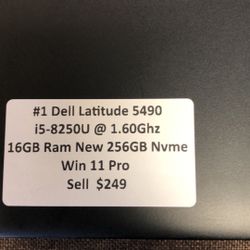 #1 Dell Latitude 5490
i5-8250U @ 1.60Ghz
16GB Ram New 256GB Nvme
Win 11 Pro
Sell $249